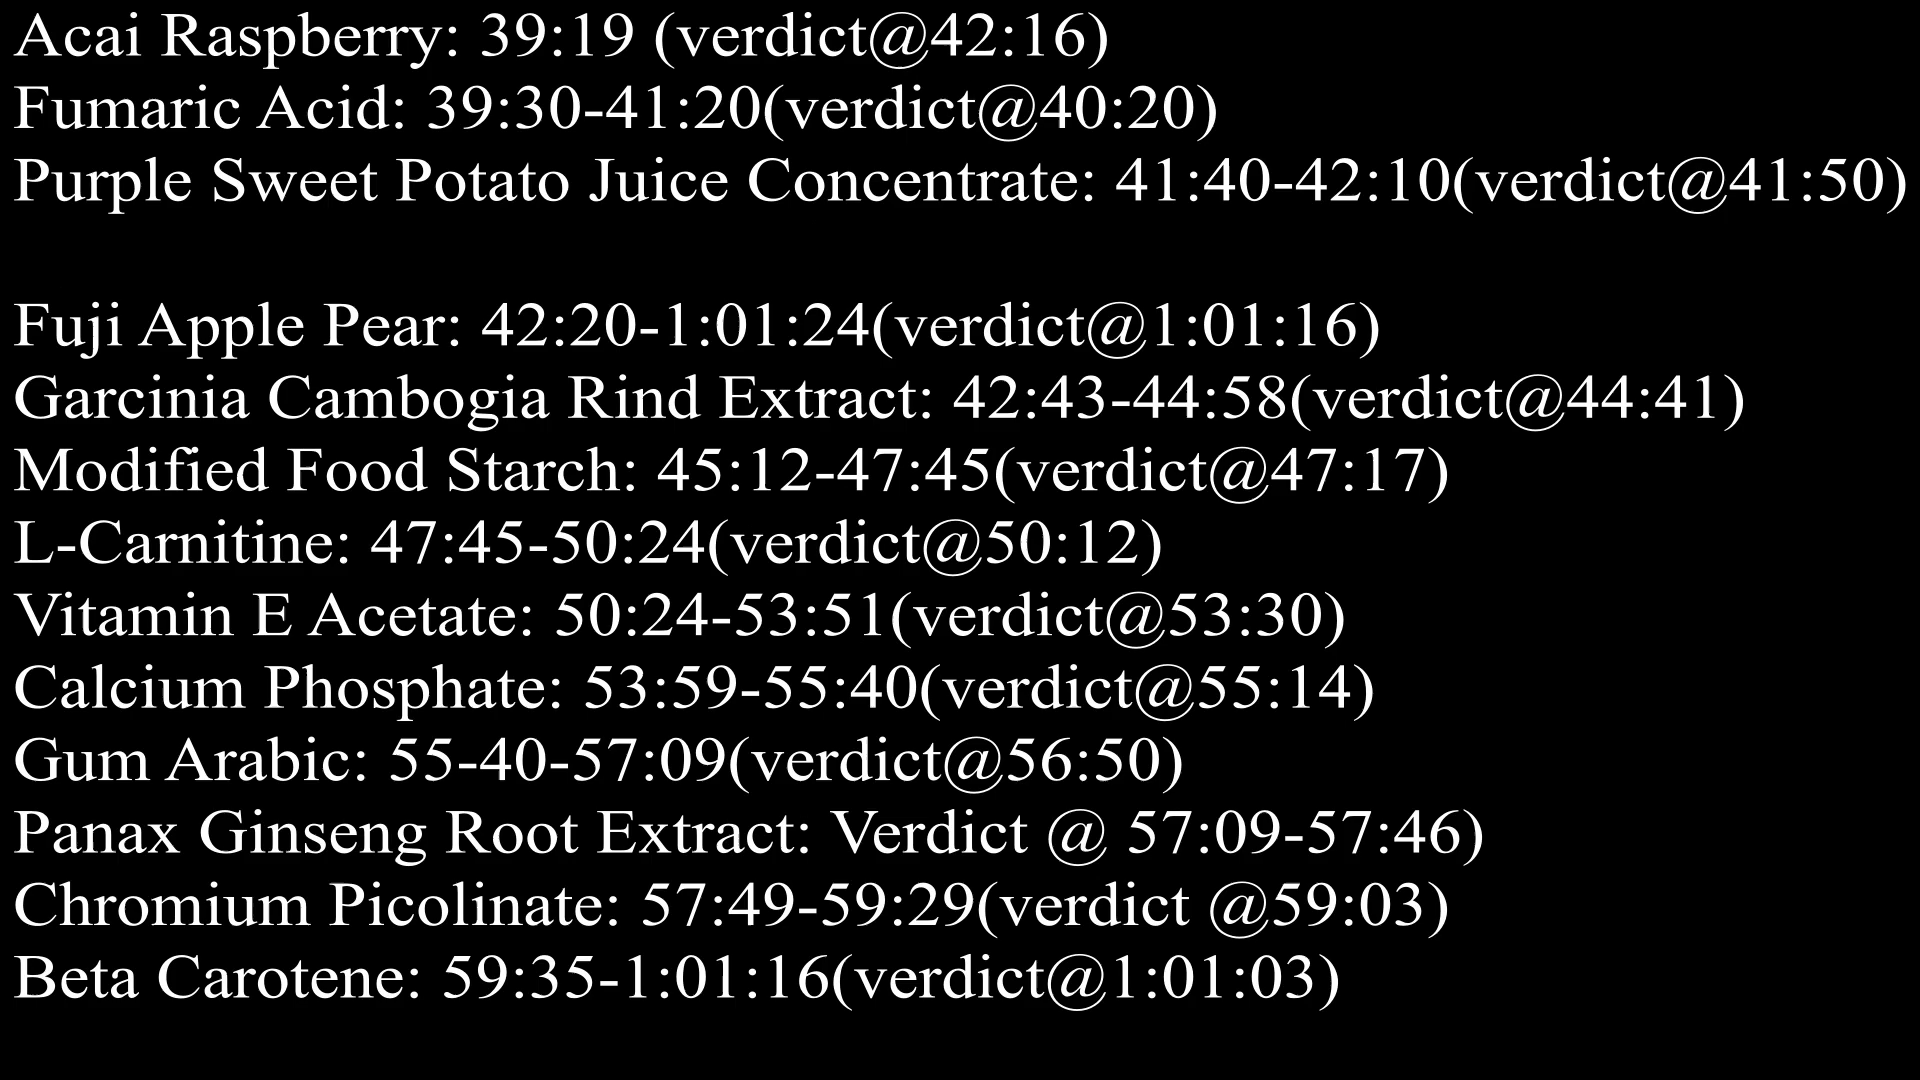 Acai Raspberry: 39:19 (verdict@42:16)
Fumaric Acid: 39:30-41:20(verdict@40:20)
Purple Sweet Potato Juice Concentrate: 41:40-42:10(verdict@41:50)
Fuji Apple Pear: 42:20-1:01:24(verdict@1:01:16)
Garcinia Cambogia Rind Extract: 42:43-44:58(verdict@44:41)
Modified Food Starch: 45:12-47:45(verdict@47:17)
L-Carnitine: 47:45-50:24(verdict@50:12)
Vitamin E Acetate: 50:24-53:51(verdict@53:30)
Calcium Phosphate: 53:59-55:40(verdict@55:14)
Gum Arabic: 55-40-57:09(verdict@56:50)
Panax Ginseng Root Extract: Verdict @ 57:09-57:46)
Chromium Picolinate: 57:49-59:29(verdict @59:03)
Beta Carotene: 59:35-1:01:16(verdict@1:01:03)